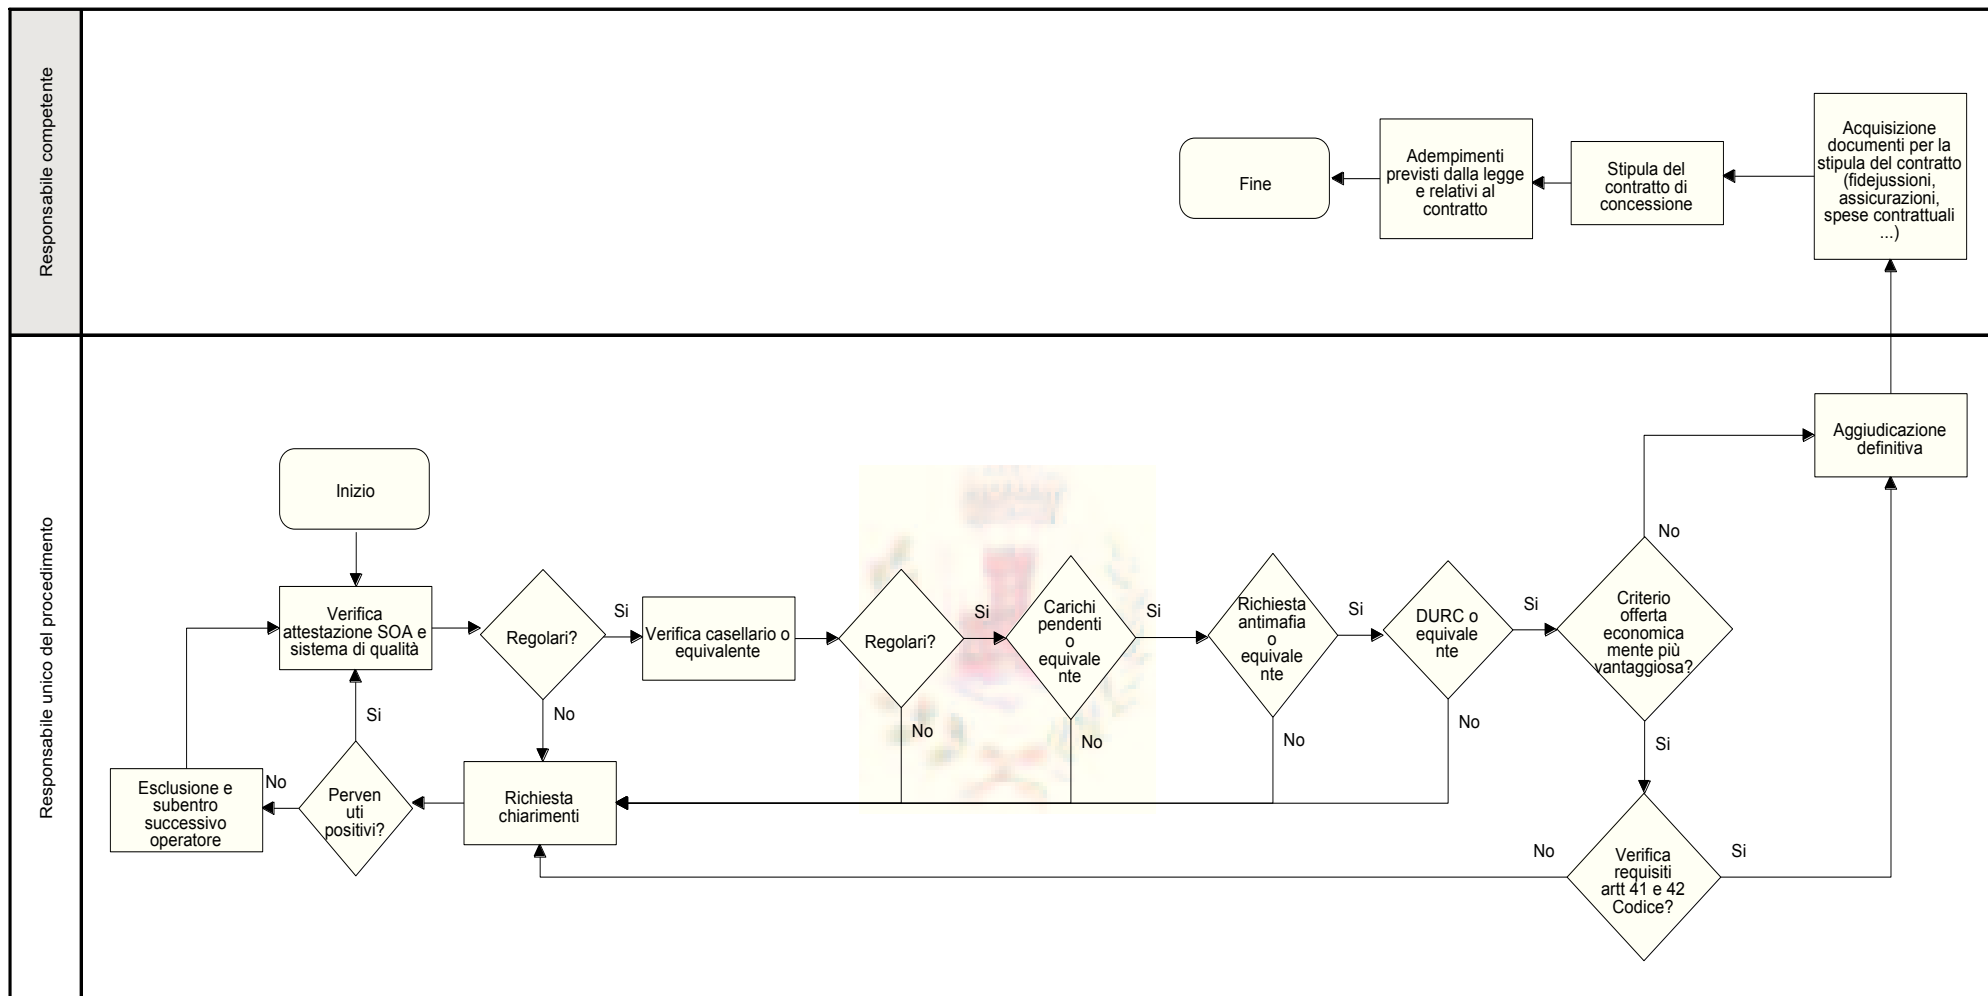 Responsabile competente
Fine
Adempimenti
previsti dalla legge
e relativi al
contratto
Stipula del
contratto di
concessione
Acquisizione
documenti per la
stipula del contratto
(fidejussioni,
assicurazioni,
spese contrattuali
...)
Responsabile unico del procedimento
Inizio
Verifica
attestazione SOA e
sistema di qualità
Regolari?
Si
No
Verifica casellario o
equivalente
Regolari?
Si
No
Carichi
pendenti
o
equivale
nte
Si
No
Richiesta
antimafia
o
equivale
nte
Si
No
DURC o
equivale
nte
Si
No
Criterio
offerta
economica
mente più
vantaggiosa?
No
Si
Aggiudicazione
definitiva
Esclusione e
subentro
successivo
operatore
No
Perven
uti
positivi?
Si
Richiesta
chiarimenti
No
Verifica
requisiti
artt 41 e 42
Codice?
Si